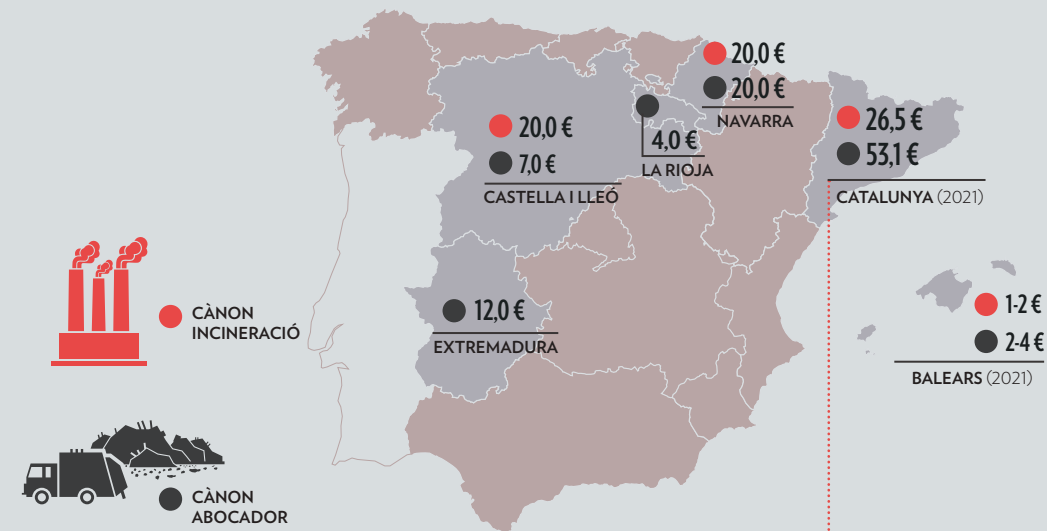 20,0 €
20,0 €
NAVARRA
20,0 €
7,0 €
CASTELLA I LLEÓ
4,0 €
LA RIOJA
26,5 €
53,1 €
CATALUNYA (2021)
12,0 €
EXTREMADURA
1-2 €
2-4 €
BALEARS (2021)
CÀNON
INCINERACIÓ
CÀNON
ABOCADOR